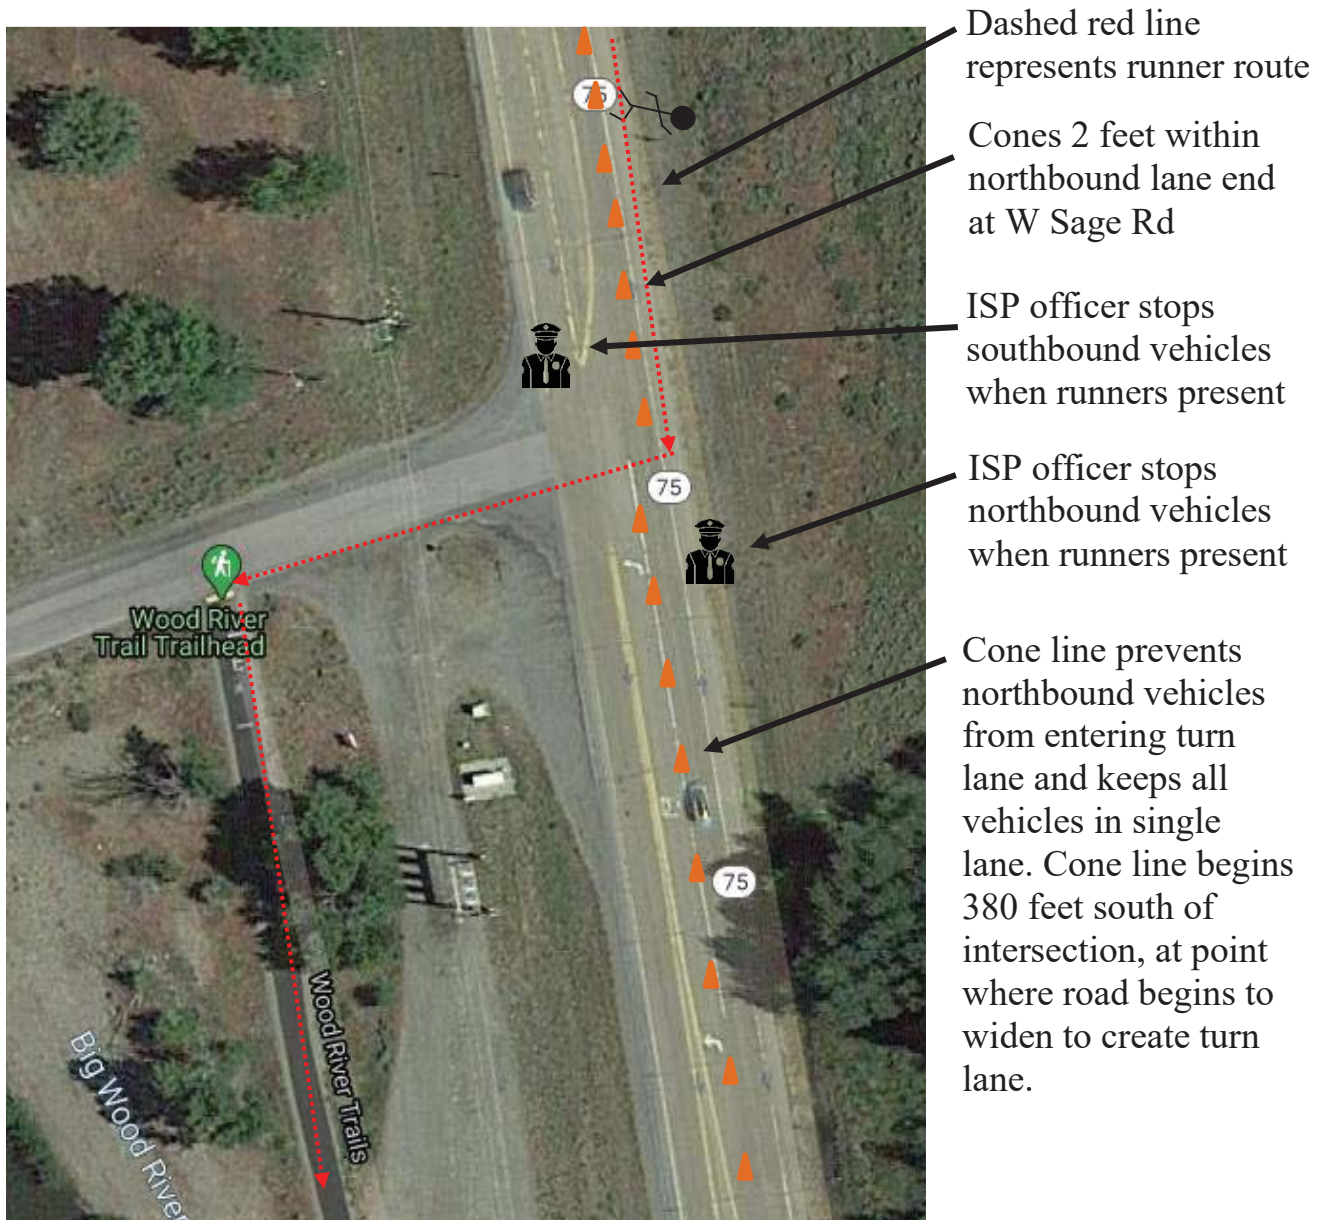 Dashed red line
represents runner route
Cones 2 feet within
northbound lane end
at W Sage Rd
ISP officer stops
southbound vehicles
when runners present
ISP officer stops
northbound vehicles
when runners present
Cone line prevents
northbound vehicles
from entering turn
lane and keeps all
vehicles in single
lane. Cone line begins
380 feet south of
intersection, at point
where road begins to
widen to create turn
lane.
75
75
75
Wood River
Trail Trailhead
Wood River Trails
Big Wood River